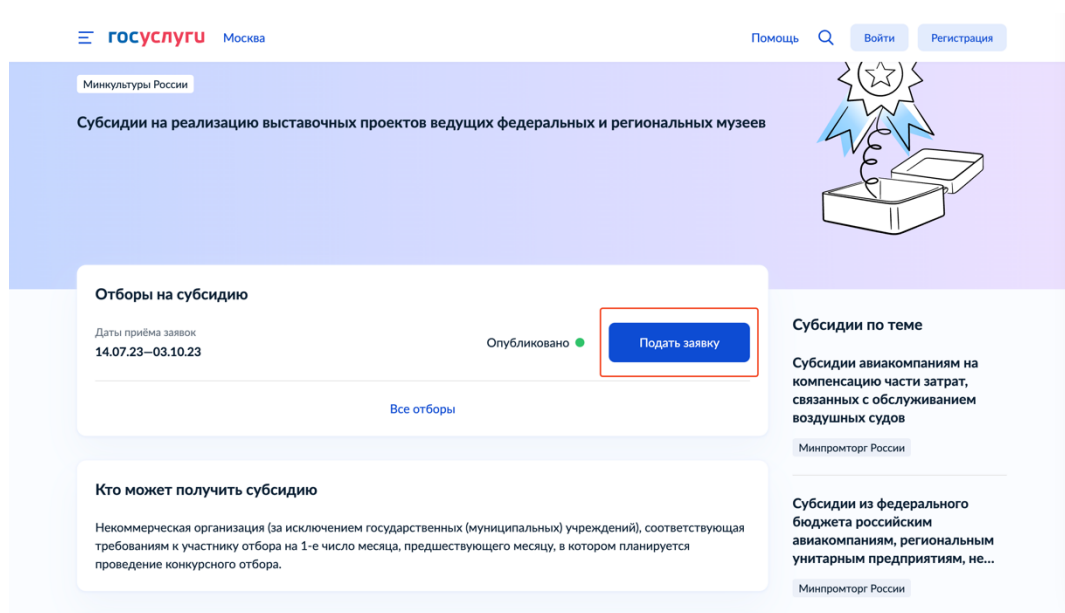 госуслуги Москва Помощь Войти Регистрация
Минкультуры России
Субсидии на реализацию выставочных проектов ведущих федеральных и региональных музеев
Отборы на субсидию
Даты приёма заявок
14.07.23—03.10.23
Опубликовано
Подать заявку
Все отборы
Кто может получить субсидию
Некоммерческая организация (за исключением государственных (муниципальных) учреждений), соответствующая
требованиям к участнику отбора на 1-е число месяца, предшествующего месяцу, в котором планируется
проведение конкурсного отбора.
Субсидии по теме
Субсидии авиакомпаниям на
компенсацию части затрат,
связанных с обслуживанием
воздушных судов
Минпромторг России
Субсидии из федерального
бюджета российским
авиакомпаниям, региональным
унитарным предприятиям, не...
Минпромторг России